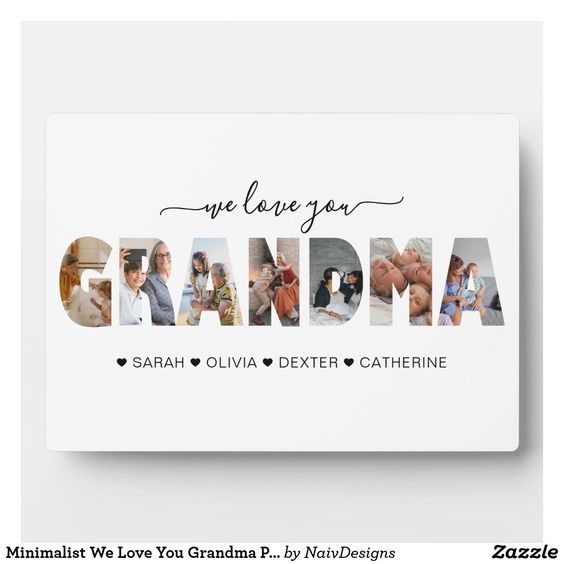 we love you
GRANDMA
♥ SARAH ♥ OLIVIA ♥ DEXTER ♥ CATHERINE
Minimalist We Love You Grandma P... by NaivDesigns
Zazzle